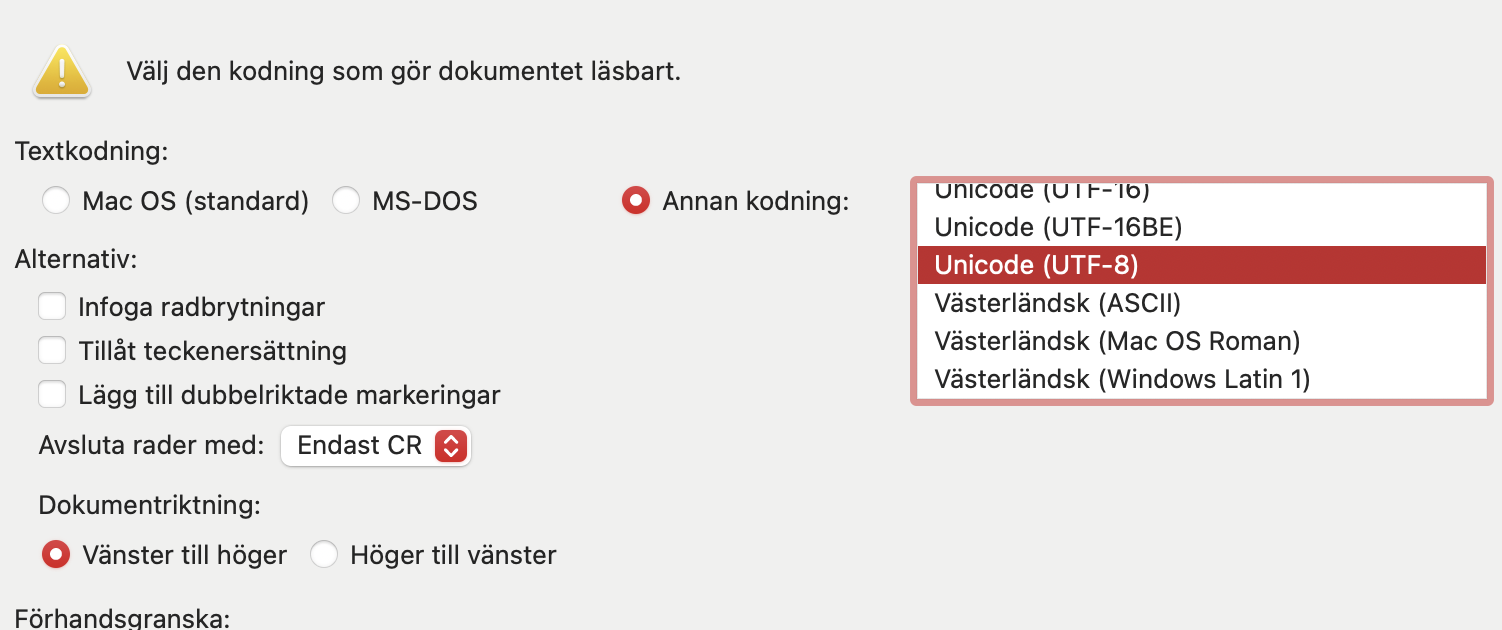 Välj den kodning som gör dokumentet läsbart.
Textkodning:
Mac OS (standard)
MS-DOS
Annan kodning:
Unicode (UTF-16)
Unicode (UTF-16BE)
Unicode (UTF-8)
Västerländsk (ASCII)
Västerländsk (Mac OS Roman)
Västerländsk (Windows Latin 1)
Alternativ:
Infoga radbrytningar
Tillåt teckenersättning
Lägg till dubbelriktade markeringar
Avsluta rader med: Endast CR
Dokumentriktning:
Vänster till höger
Höger till vänster
Förhandsgranska: